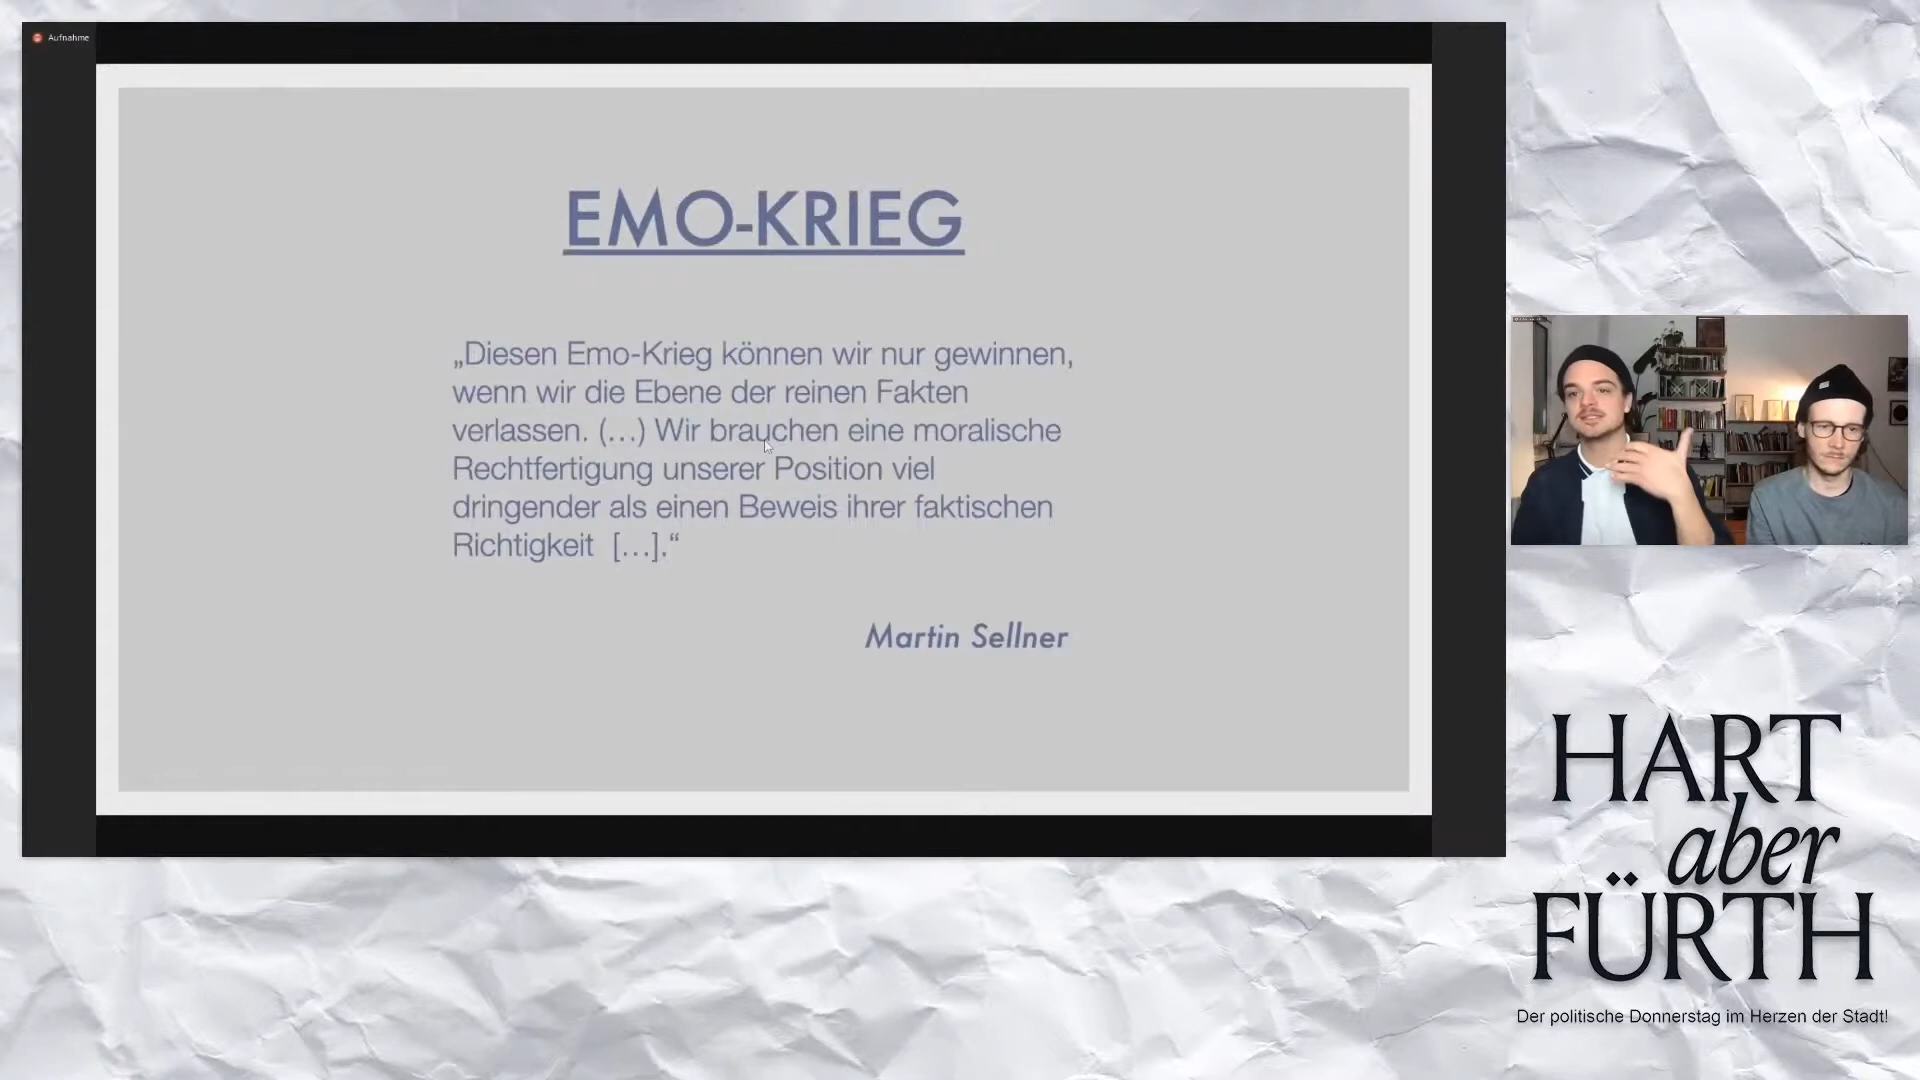 Aufnahme
EMO-KRIEG
„Diesen Emo-Krieg können wir nur gewinnen,
wenn wir die Ebene der reinen Fakten
verlassen. (…) Wir brauchen eine moralische
Rechtfertigung unserer Position viel
dringender als einen Beweis ihrer faktischen
Richtigkeit […].“
Martin Sellner
HART
aber
FÜRTH
Der politische Donnerstag im Herzen der Stadt!